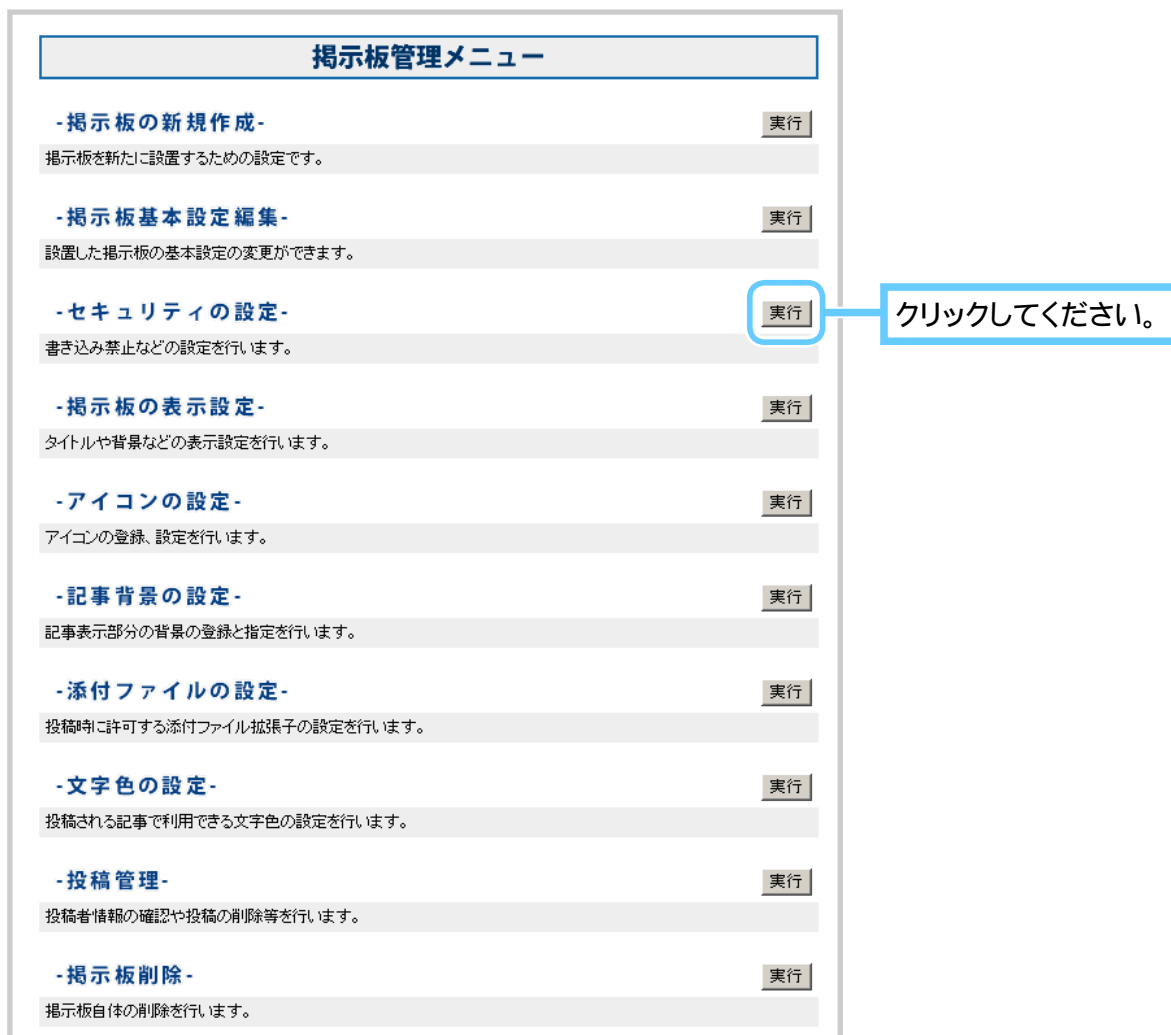 掲示板管理メニュー
-掲示板の新規作成-
実行
掲示板を新たに設置するための設定です。
-掲示板基本設定編集-
実行
設置した掲示板の基本設定の変更ができます。
-セキュリティの設定-
実行
クリックしてください。
書き込み禁止などの設定を行います。
-掲示板の表示設定-
実行
タイトルや背景などの表示設定を行います。
-アイコンの設定-
実行
アイコンの登録、設定を行います。
-記事背景の設定-
実行
記事表示部分の背景の登録と指定を行います。
-添付ファイルの設定-
実行
投稿時に許可する添付ファイル拡張子の設定を行います。
-文字色の設定-
実行
投稿される記事で利用できる文字色の設定を行います。
-投稿管理-
実行
投稿者情報の確認や投稿の削除等を行います。
-掲示板削除-
実行
掲示板自体の削除を行います。